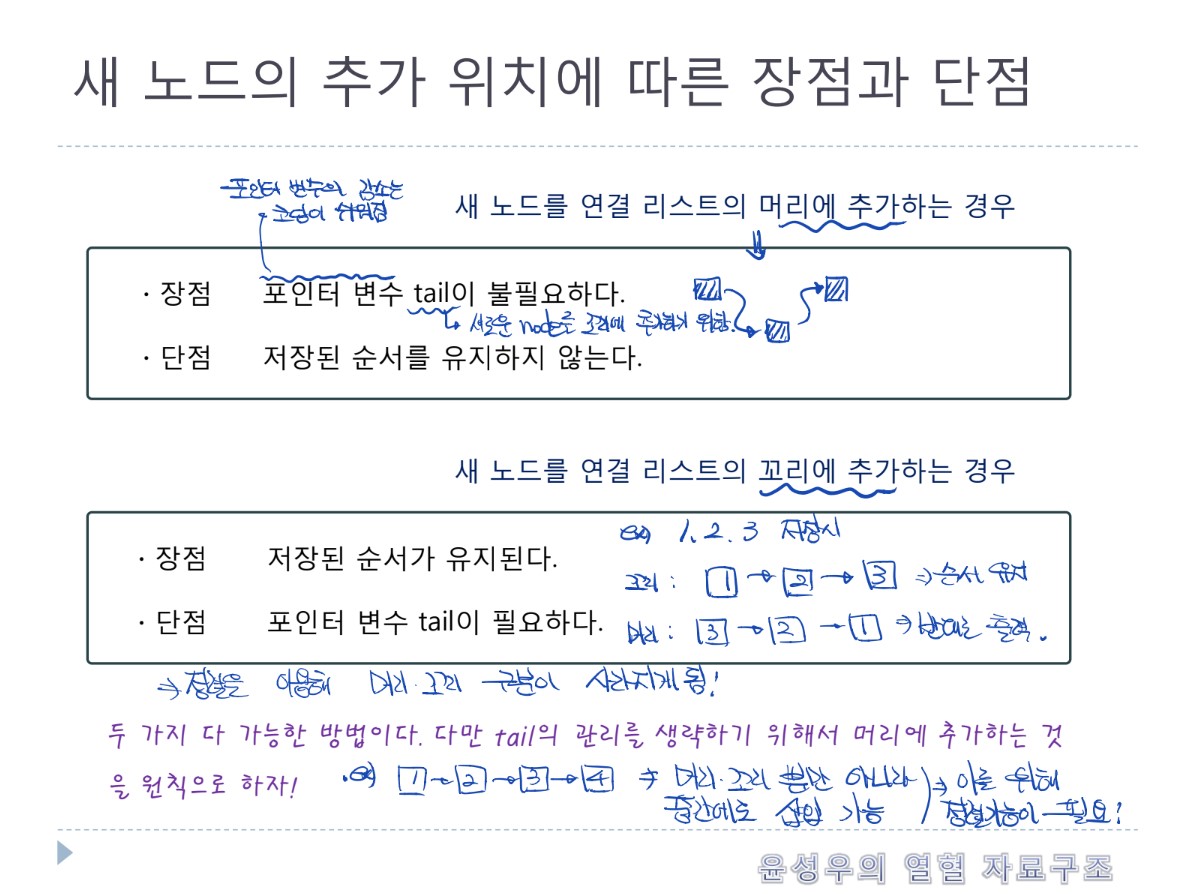 새 노드의 추가 위치에 따른 장점과 단점
포인터 변수의 감소는
코딩이 쉬워짐
새 노드를 연결 리스트의 머리에 추가하는 경우
· 장점 포인터 변수 tail이 불필요하다.
새로운 node를 꼬리에 추가하기 위함.
· 단점 저장된 순서를 유지하지 않는다.
새 노드를 연결 리스트의 꼬리에 추가하는 경우
ex) 1, 2, 3 저장시
· 장점 저장된 순서가 유지된다.
꼬리 : 1 → 2 → 3 ⇒ 순서 유지
· 단점 포인터 변수 tail이 필요하다.
머리 : 3 → 2 → 1 ⇒ 반대로 출력.
⇒ 정렬을 이용해 머리·꼬리 구분이 사라지게 됨!
두 가지 다 가능한 방법이다. 다만 tail의 관리를 생략하기 위해서 머리에 추가하는 것
을 원칙으로 하자!
ex) 1 → 2 → 3 → 4 ⇒ 머리·꼬리 뿐만 아니라 ⇒ 이를 위해
중간에도 삽입 가능 정렬기능이 필요!
윤성우의 열혈 자료구조